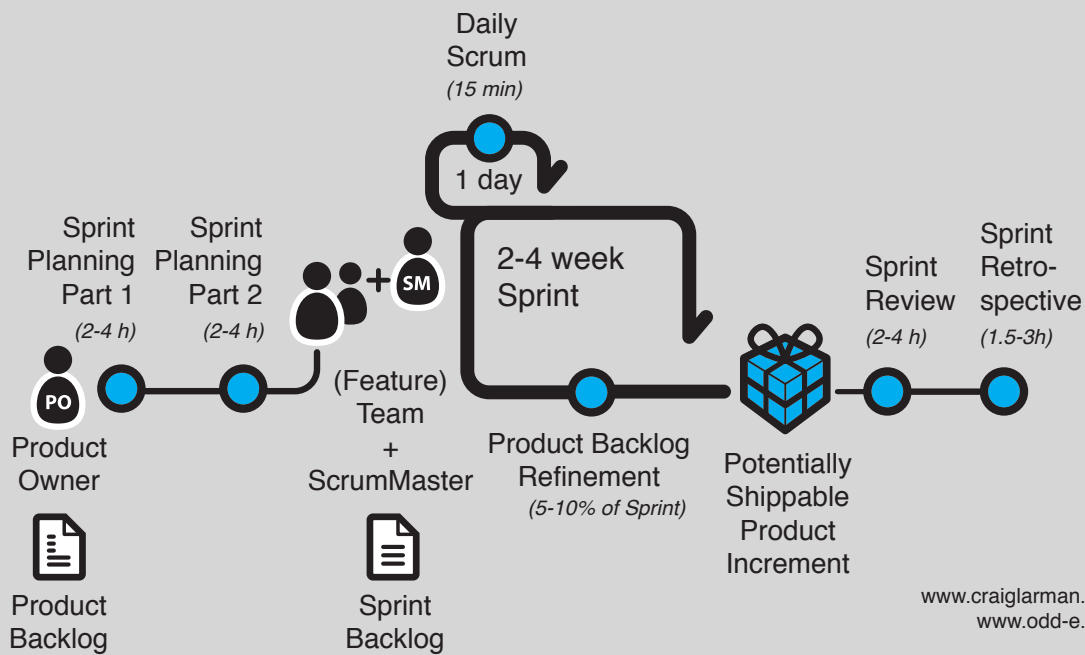 Daily
Scrum
(15 min)
1 day
Sprint
Planning
Part 1
(2-4 h)
Sprint
Planning
Part 2
(2-4 h)
SM
2-4 week
Sprint
Sprint
Review
(2-4 h)
Sprint
Retro-
spective
(1.5-3h)
PO
Product
Owner
(Feature)
Team
+
ScrumMaster
Product Backlog
Refinement
(5-10% of Sprint)
Potentially
Shippable
Product
Increment
Product
Backlog
Sprint
Backlog
www.craiglarman.
www.odd-e.